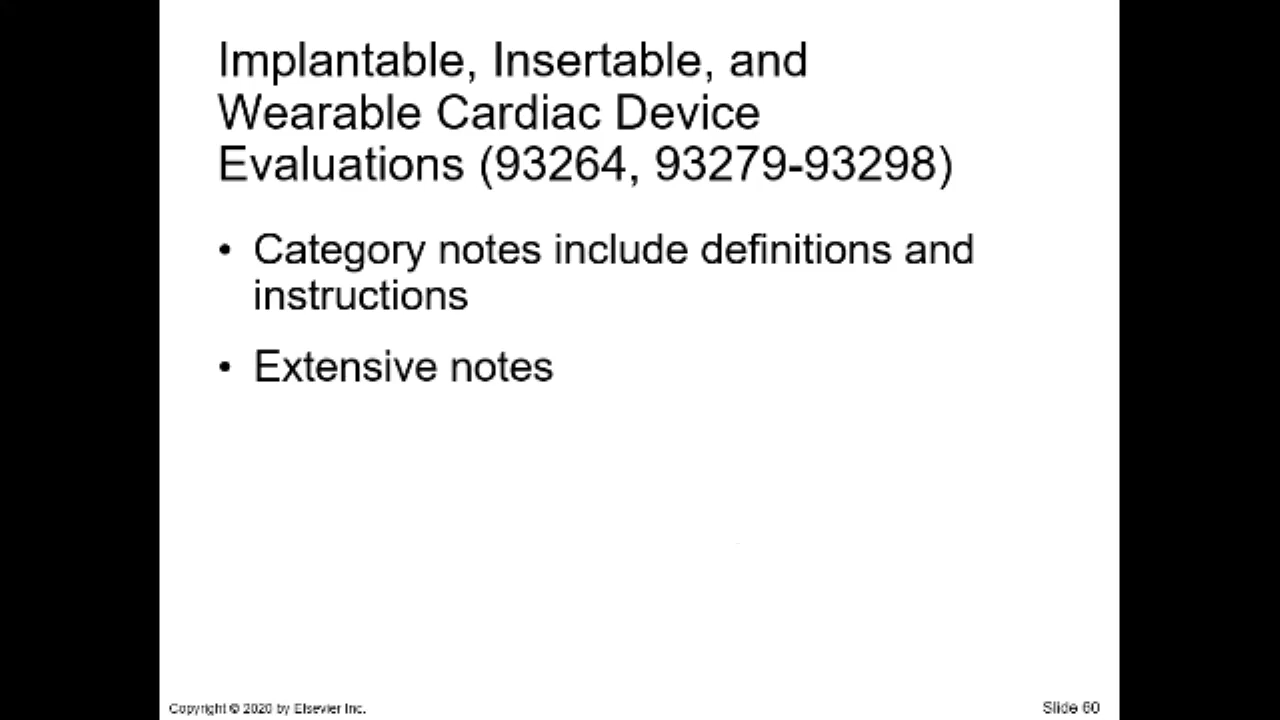 Implantable, Insertable, and
Wearable Cardiac Device
Evaluations (93264, 93279-93298)
• Category notes include definitions and
instructions
• Extensive notes
Copyright © 2020 by Elsevier Inc.
Slide 60